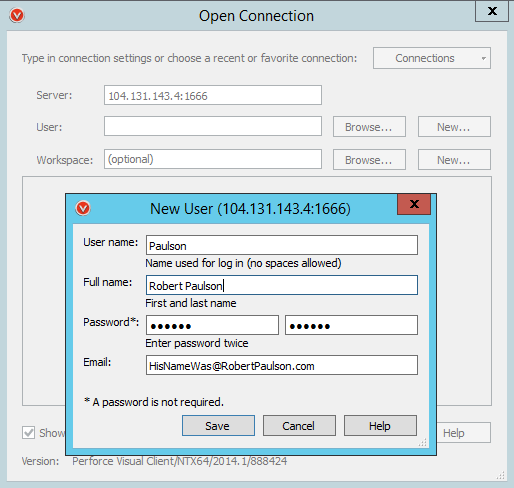 Open Connection
Type in connection settings or choose a recent or favorite connection: Connections
Server: 104.131.143.4:1666
User: Browse... New...
Workspace: (optional) Browse... New...
New User (104.131.143.4:1666)
User name: Paulson
Name used for log in (no spaces allowed)
Full name: Robert Paulson
First and last name
Password*: •••••• ••••••
Enter password twice
Email: HisNameWas@RobertPaulson.com
* A password is not required.
Save Cancel Help
Show Help
Version: Perforce Visual Client/NTX64/2014.1/888424